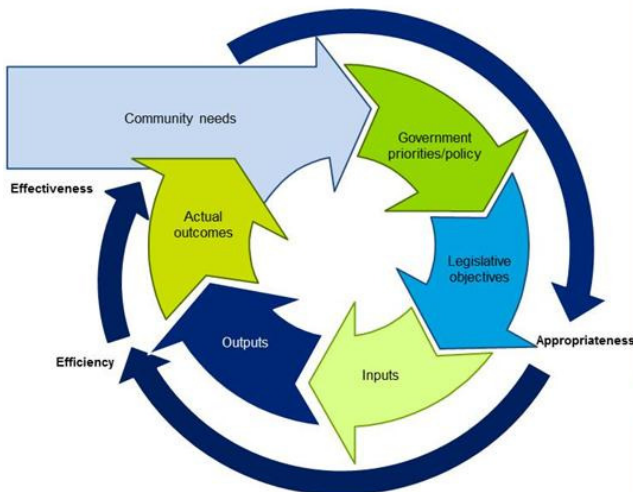 Community needs
Government
priorities/policy
Legislative
objectives
Appropriateness
Inputs
Outputs
Efficiency
Actual
outcomes
Effectiveness